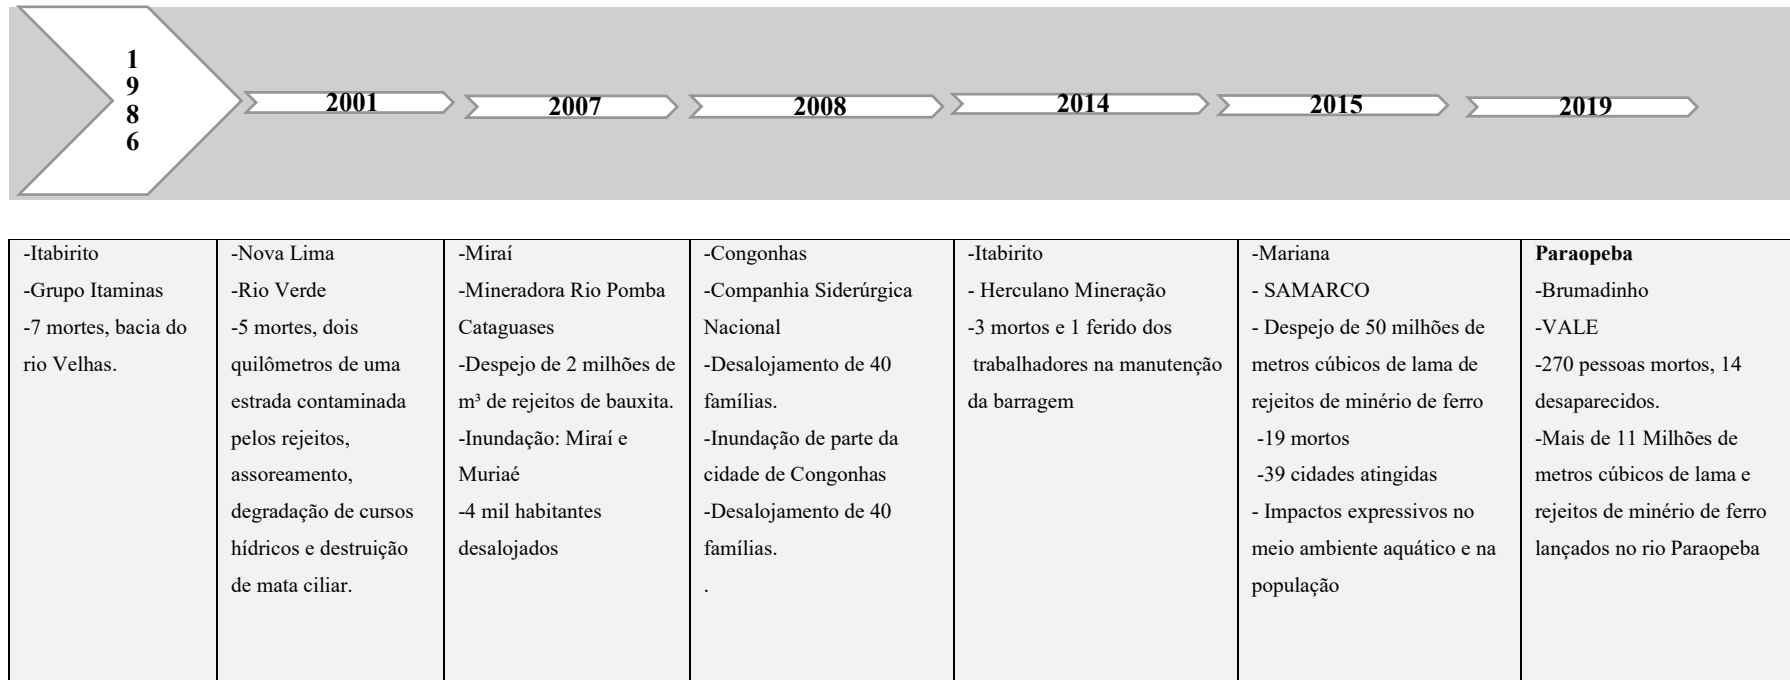 1
9
8
6
2001
2007
2008
2014
2015
2019
-Itabirito
-Grupo Itaminas
-7 mortes, bacia do
rio Velhas.
-Nova Lima
-Rio Verde
-5 mortes, dois
quilômetros de uma
estrada contaminada
pelos rejeitos,
assoreamento,
degradação de cursos
hídricos e destruição
de mata ciliar.
-Miraí
-Mineradora Rio Pomba
Cataguases
-Despejo de 2 milhões de
m³ de rejeitos de bauxita.
-Inundação: Miraí e
Muriaé
-4 mil habitantes
desalojados
-Congonhas
-Companhia Siderúrgica
Nacional
-Desalojamento de 40
famílias.
-Inundação de parte da
cidade de Congonhas
-Desalojamento de 40
famílias.
.
-Itabirito
- Herculano Mineração
-3 mortos e 1 ferido dos
trabalhadores na manutenção
da barragem
-Mariana
- SAMARCO
- Despejo de 50 milhões de
metros cúbicos de lama de
rejeitos de minério de ferro
-19 mortos
-39 cidades atingidas
- Impactos expressivos no
meio ambiente aquático e na
população
Paraopeba
-Brumadinho
-VALE
-270 pessoas mortos, 14
desaparecidos.
-Mais de 11 Milhões de
metros cúbicos de lama e
rejeitos de minério de ferro
lançados no rio Paraopeba